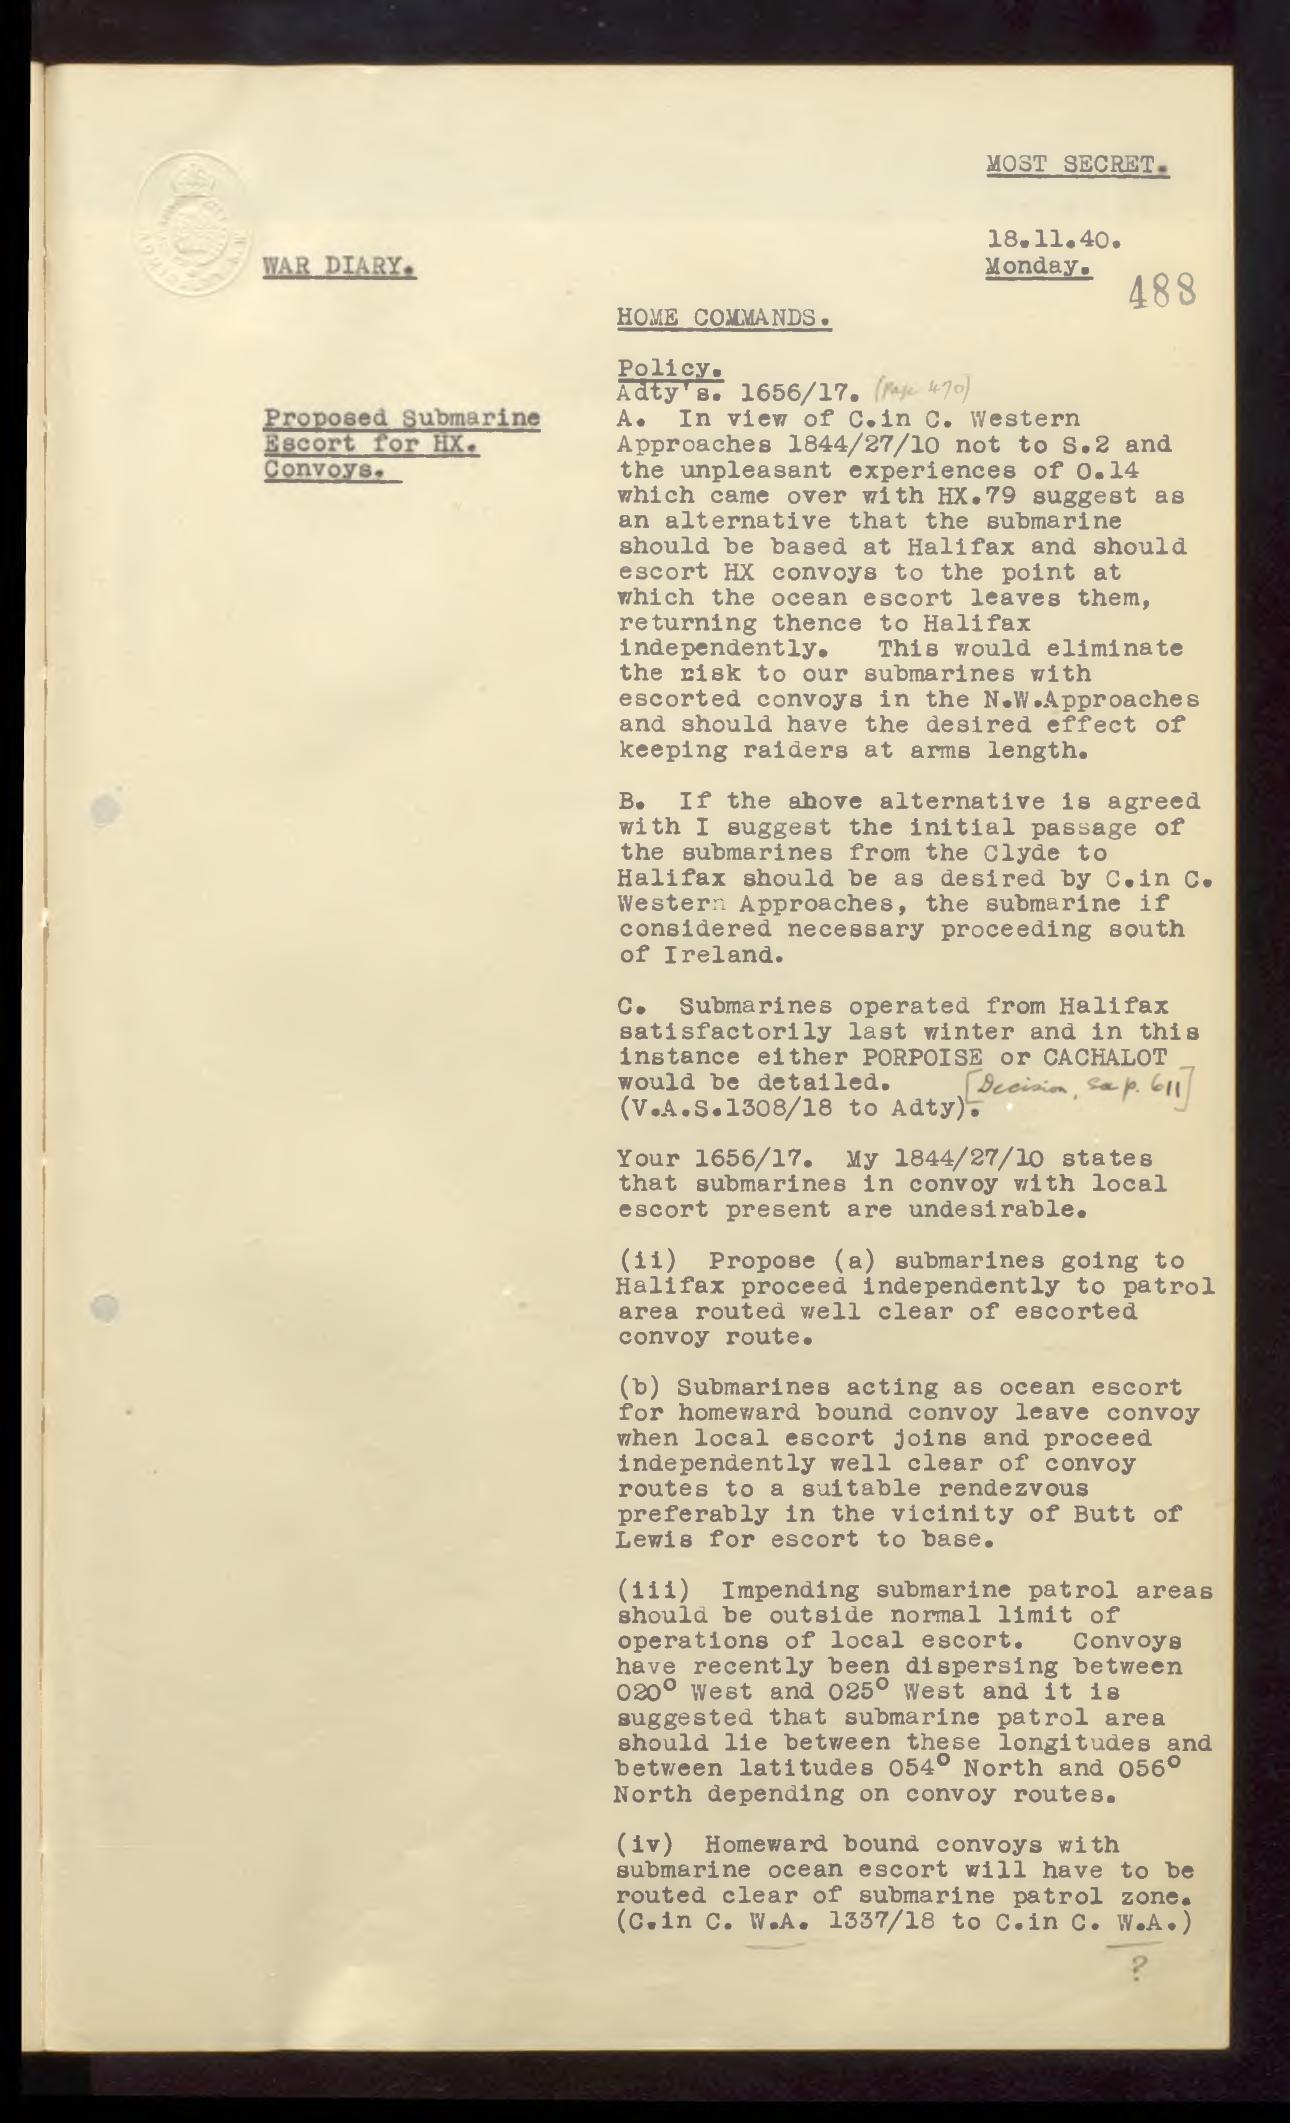 MOST SECRET.
18.11.40.
WAR DIARY.
Monday.
488
HOME COMMANDS.
Policy.
Adty's. 1656/17. (Page 470)
Proposed Submarine
Escort for HX.
Convoys.
A. In view of C.in C. Western
Approaches 1844/27/10 not to S.2 and
the unpleasant experiences of O.14
which came over with HX.79 suggest as
an alternative that the submarine
should be based at Halifax and should
escort HX convoys to the point at
which the ocean escort leaves them,
returning thence to Halifax
independently. This would eliminate
the risk to our submarines with
escorted convoys in the N.W.Approaches
and should have the desired effect of
keeping raiders at arms length.
B. If the above alternative is agreed
with I suggest the initial passage of
the submarines from the Clyde to
Halifax should be as desired by C.in C.
Western Approaches, the submarine if
considered necessary proceeding south
of Ireland.
C. Submarines operated from Halifax
satisfactorily last winter and in this
instance either PORPOISE or CACHALOT
would be detailed. [Decision, See p. 611]
(V.A.S.1308/18 to Adty).
Your 1656/17. My 1844/27/10 states
that submarines in convoy with local
escort present are undesirable.
(ii) Propose (a) submarines going to
Halifax proceed independently to patrol
area routed well clear of escorted
convoy route.
(b) Submarines acting as ocean escort
for homeward bound convoy leave convoy
when local escort joins and proceed
independently well clear of convoy
routes to a suitable rendezvous
preferably in the vicinity of Butt of
Lewis for escort to base.
(iii) Impending submarine patrol areas
should be outside normal limit of
operations of local escort. Convoys
have recently been dispersing between
020° West and 025° West and it is
suggested that submarine patrol area
should lie between these longitudes and
between latitudes 054° North and 056°
North depending on convoy routes.
(iv) Homeward bound convoys with
submarine ocean escort will have to be
routed clear of submarine patrol zone.
(C.in C. W.A. 1337/18 to C.in C. W.A.)
?